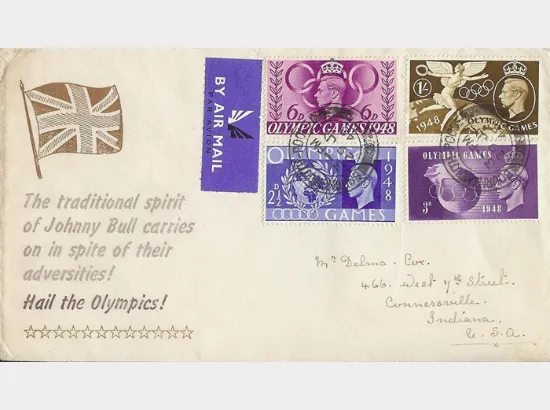 BY AIR MAIL
PAR AVION
6D 6D
OLYMPIC GAMES 1948
1/-
OLYMPIC
1948 GAMES
OLYMPIC 1948
2½D
GAMES
OLYMPIC GAMES
3D 1948
The traditional spirit
of Johnny Bull carries
on in spite of their
adversities!
Hail the Olympics!
Mr Delma - Cox.
466. West 7th Street.
Connersville.
Indiana.
U.S.A.